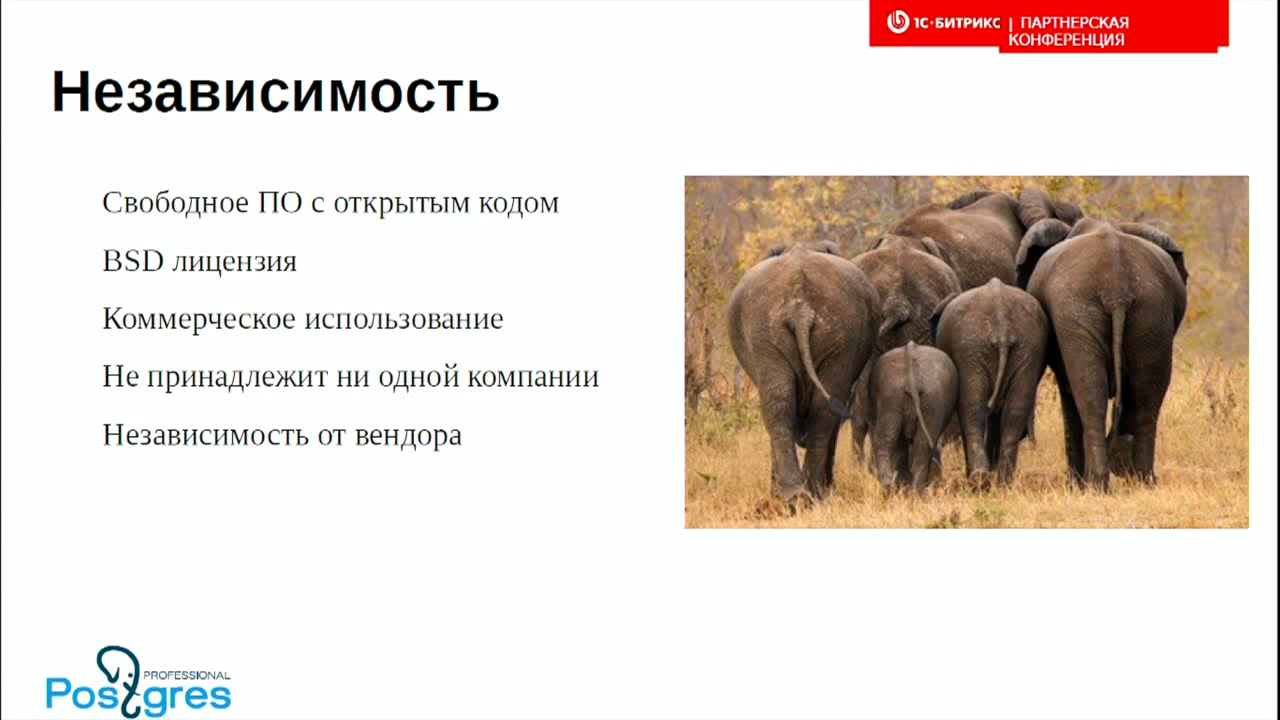 1С·БИТРИКС | ПАРТНЕРСКАЯ
КОНФЕРЕНЦИЯ
Независимость
Свободное ПО с открытым кодом
BSD лицензия
Коммерческое использование
Не принадлежит ни одной компании
Независимость от вендора
PROFESSIONAL
Postgres